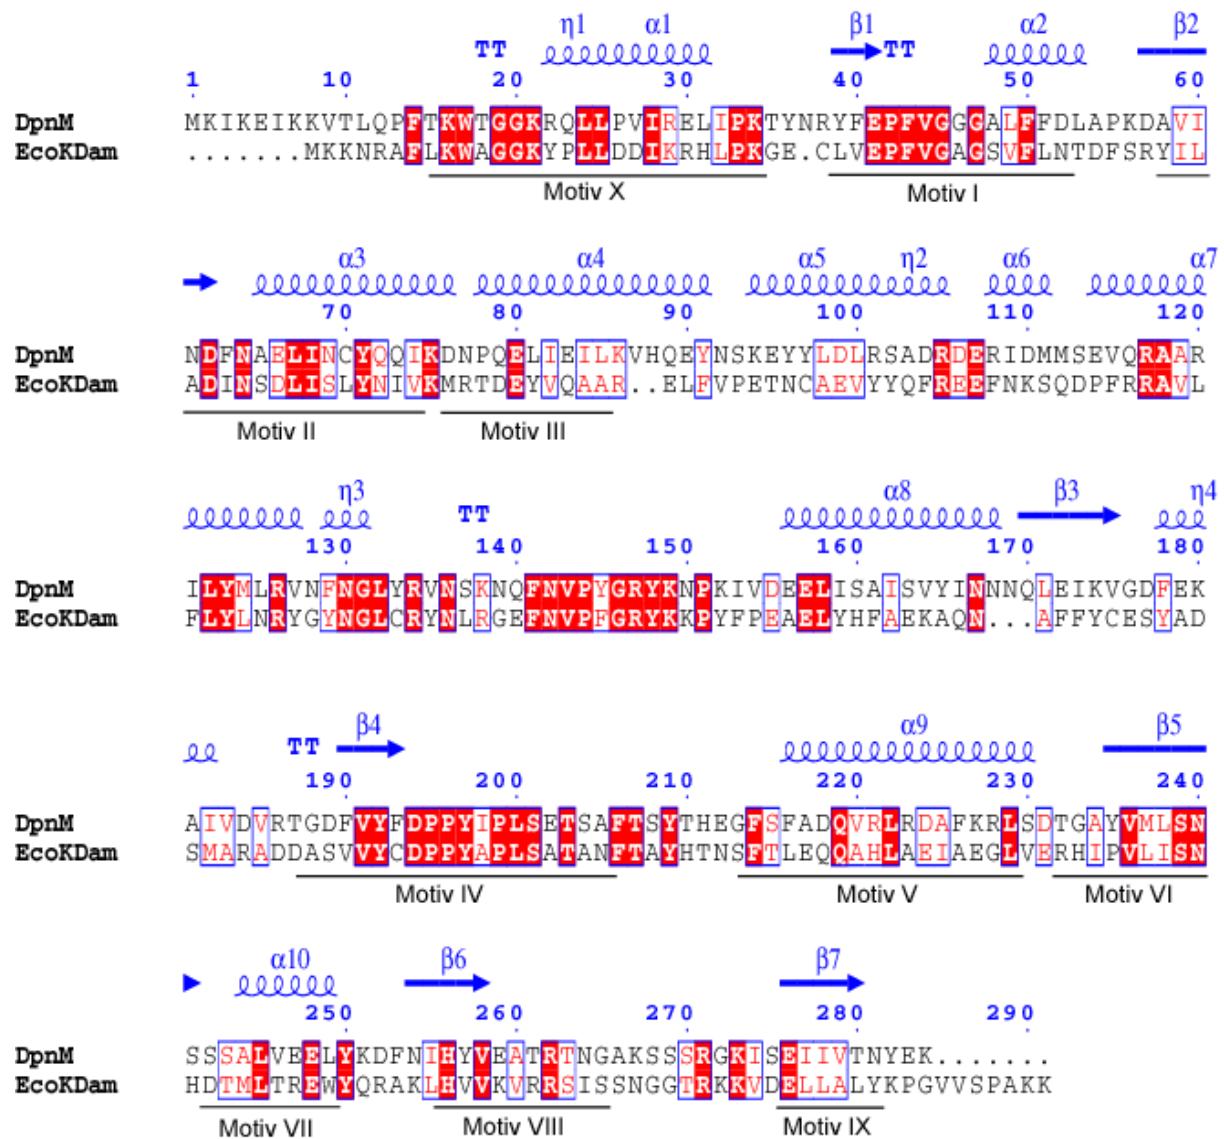 η1 α1 β1 α2 β2
TT TT
1 10 20 30 40 50 60
DpnM MKIKEIKKVTLQPFTKWTGGKRQLLPVIRELIPKTYNRYFEPFVGGGALFFDLAPKDAVI
EcoKDam .......MKKNRAFLKWAGGKYPLLDDIKRHLPKGE.CLVEPFVGAGSVFLNTDFSRYIL
Motiv X Motiv I
α3 α4 α5 η2 α6 α7
70 80 90 100 110 120
DpnM NDFNAELINCYQQIKDNPQELIEILKVHQEYNSKEYYLDLRSADRDERIDMMSEVQRAAR
EcoKDam ADINSDLISLYNIVKMRTDEYVQAAR..ELFVPETNCAEVYYQFREEFNKSQDPFRRAVL
Motiv II Motiv III
η3 α8 β3 η4
TT
130 140 150 160 170 180
DpnM ILYMLRVNFNGLYRVNSKNQFNVPYGRYKNPKIVDEELISAISVYINNNQLEIKVGDFEK
EcoKDam FLYLNRYGYNGLCRYNLRGEFNVPFGRYKKPYFPEAELYHFAEKAQN...AFFYCESYAD
β4 α9 β5
TT
190 200 210 220 230 240
DpnM AIVDVRTGDFVYFDPPYIPLSETSAFTSYTHEGFSFADQVRLRDAFKRLSDTGAYVMLSN
EcoKDam SMARADDASVVYCDPPYAPLSATANFTAYHTNSFTLEQQAHLAEIAEGLVERHIPVLISN
Motiv IV Motiv V Motiv VI
α10 β6 β7
250 260 270 280 290
DpnM SSSALVEELYKDFNIHYVEATRTNGAKSSSRGKISEIIVTNYEK.......
EcoKDam HDTMLTREWYQRAKLHVVKVRRSISSNGGTRKKVDELLALYKPGVVSPAKK
Motiv VII Motiv VIII Motiv IX